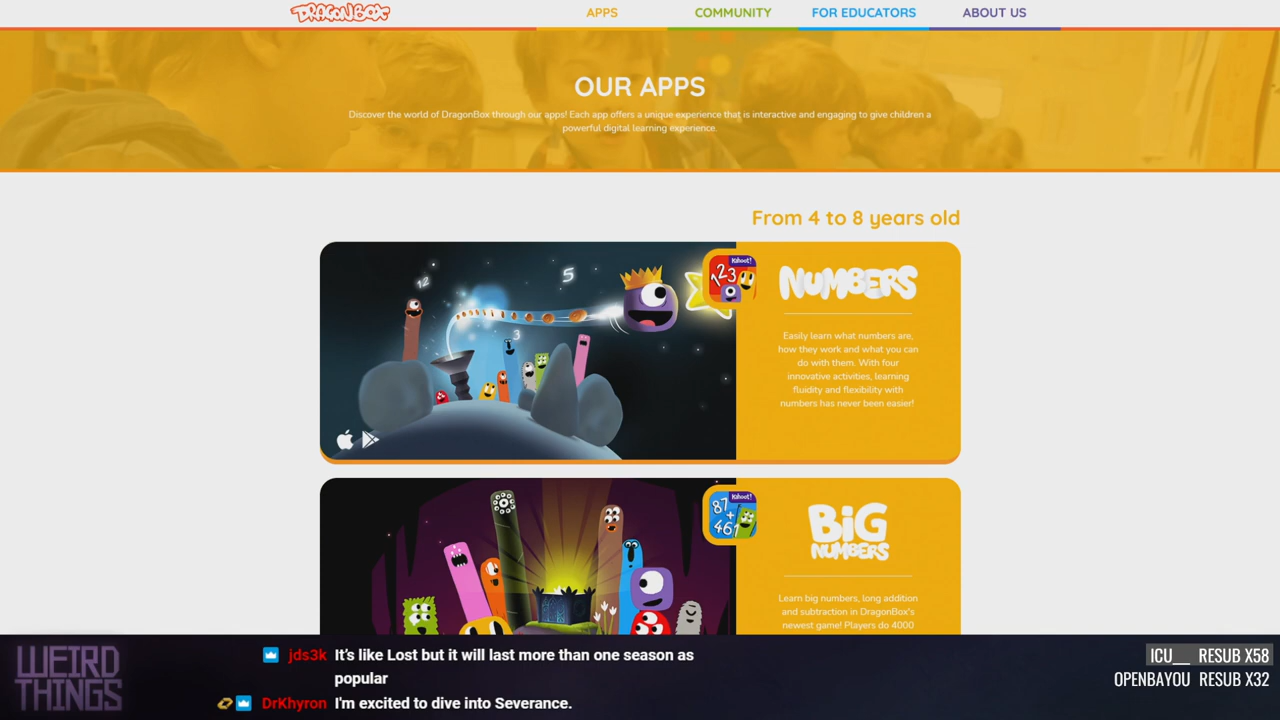 DRAGONBOX
APPS
COMMUNITY
FOR EDUCATORS
ABOUT US
OUR APPS
Discover the world of DragonBox through our apps! Each app offers a unique experience that is interactive and engaging to give children a
powerful digital learning experience.
From 4 to 8 years old
12
5
3
Kahoot!
123
NUMBERS
Easily learn what numbers are,
how they work and what you can
do with them. With four
innovative activities, learning
fluidity and flexibility with
numbers has never been easier!
Kahoot!
87
+
461
BiG
NUMBERS
Learn big numbers, long addition
and subtraction in DragonBox's
newest game! Players do 4000
WEIRD
THINGS
jds3k It's like Lost but it will last more than one season as
popular
DrKhyron I'm excited to dive into Severance.
ICU__ RESUB X58
OPENBAYOU RESUB X32